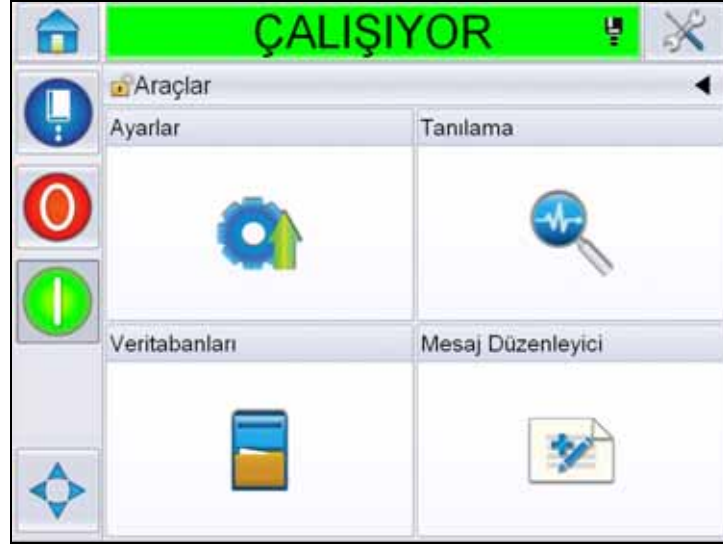 ÇALIŞIYOR
Araçlar
Ayarlar
Tanılama
Veritabanları
Mesaj Düzenleyici